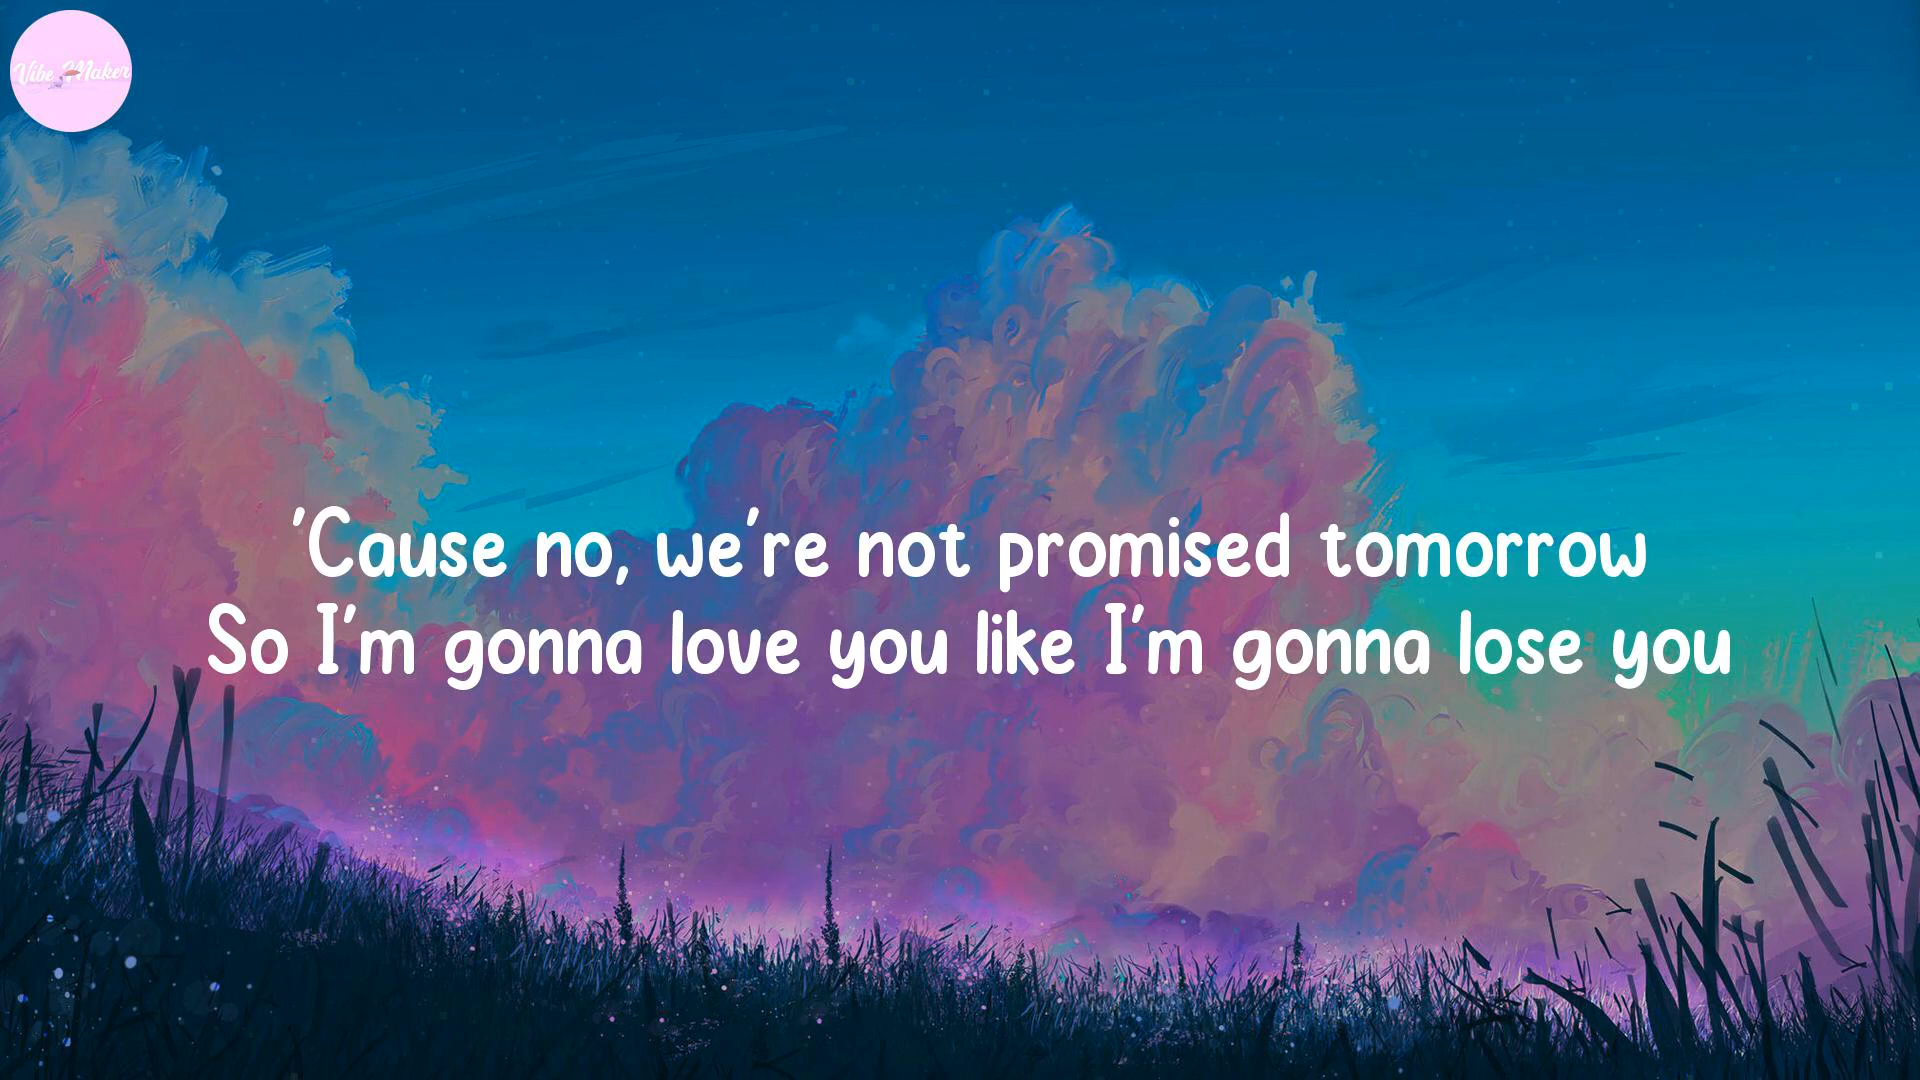 Vibe Maker
'Cause no, we're not promised tomorrow
So I'm gonna love you like I'm gonna lose you